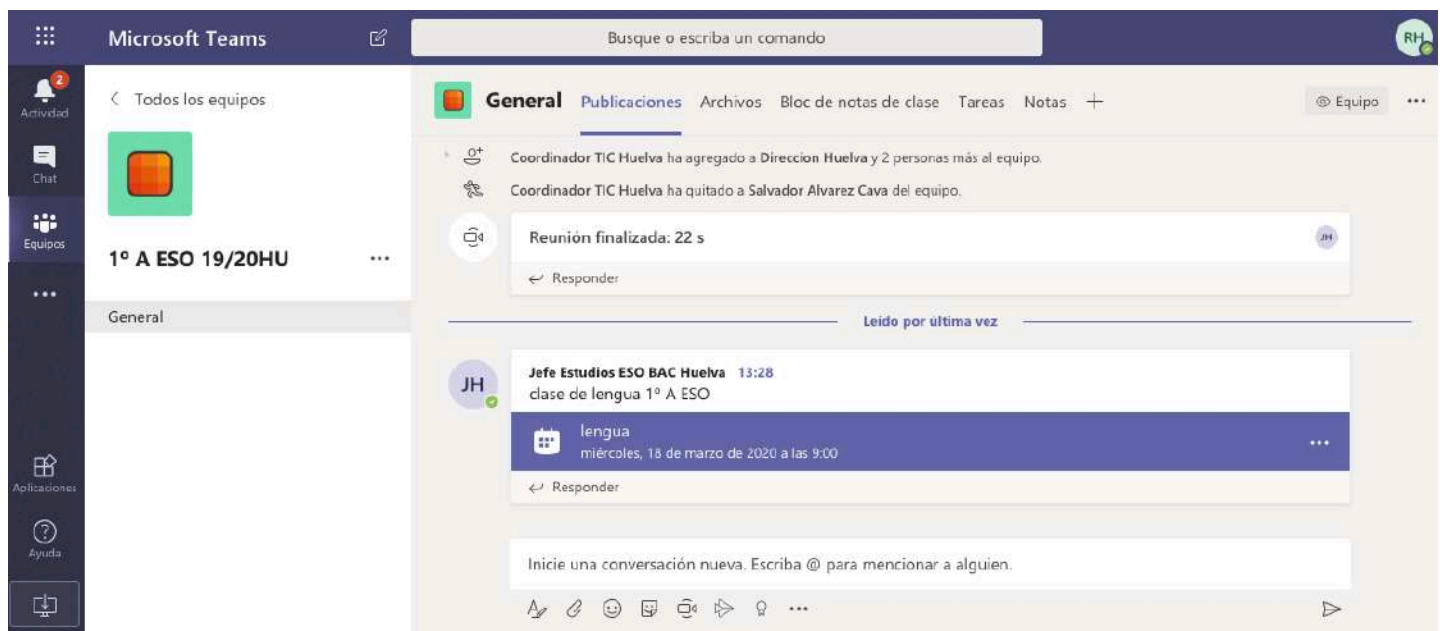 Microsoft Teams
Busque o escriba un comando
RH
2
Actividad
Chat
Equipos
Aplicaciones
Ayuda
Todos los equipos
1º A ESO 19/20HU
General
General Publicaciones Archivos Bloc de notas de clase Tareas Notas
Equipo
Coordinador TIC Huelva ha agregado a Direccion Huelva y 2 personas más al equipo.
Coordinador TIC Huelva ha quitado a Salvador Alvarez Cava del equipo.
Reunión finalizada: 22 s
JH
Responder
Leído por última vez
JH
Jefe Estudios ESO BAC Huelva 13:28
clase de lengua 1º A ESO
lengua
miércoles, 18 de marzo de 2020 a las 9:00
Responder
Inicie una conversación nueva. Escriba @ para mencionar a alguien.